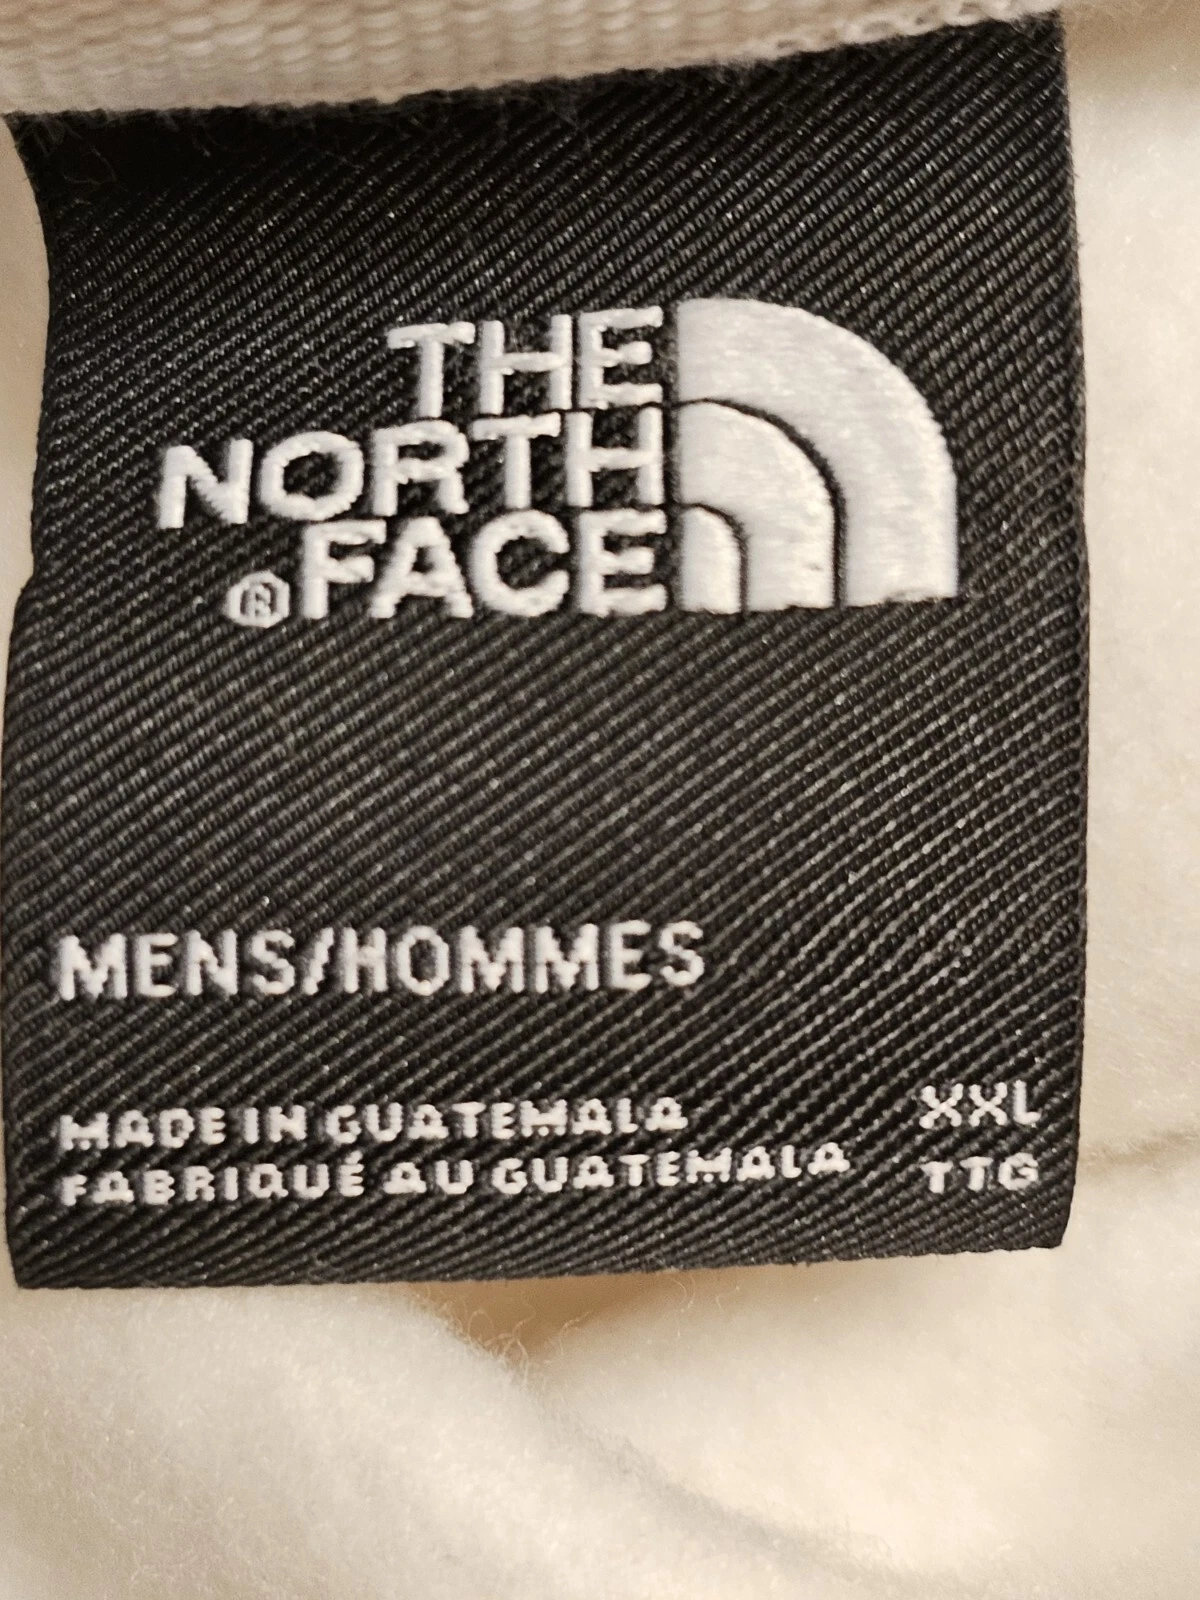 THE
NORTH
®FACE
MENS/HOMMES
MADE IN GUATEMALA XXL
FABRIQUÉ AU GUATEMALA TTG